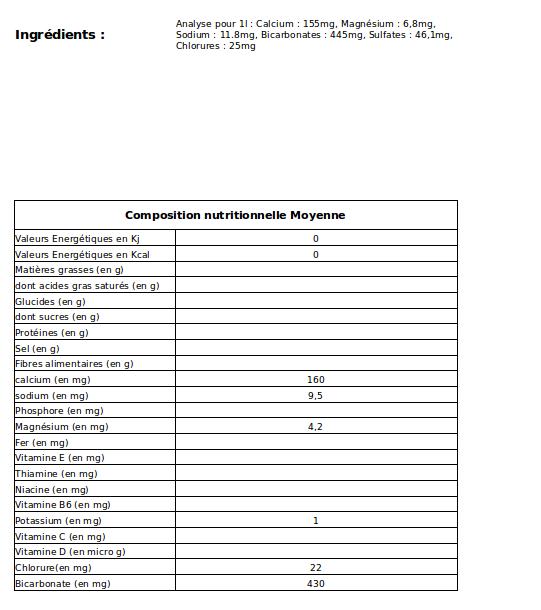 Ingrédients :
Analyse pour 1l : Calcium : 155mg, Magnésium : 6,8mg,
Sodium : 11.8mg, Bicarbonates : 445mg, Sulfates : 46,1mg,
Chlorures : 25mg
Composition nutritionnelle Moyenne
Valeurs Energétiques en Kj 0
Valeurs Energétiques en Kcal 0
Matières grasses (en g)
dont acides gras saturés (en g)
Glucides (en g)
dont sucres (en g)
Protéines (en g)
Sel (en g)
Fibres alimentaires (en g)
calcium (en mg) 160
sodium (en mg) 9,5
Phosphore (en mg)
Magnésium (en mg) 4,2
Fer (en mg)
Vitamine E (en mg)
Thiamine (en mg)
Niacine (en mg)
Vitamine B6 (en mg)
Potassium (en mg) 1
Vitamine C (en mg)
Vitamine D (en micro g)
Chlorure(en mg) 22
Bicarbonate (en mg) 430